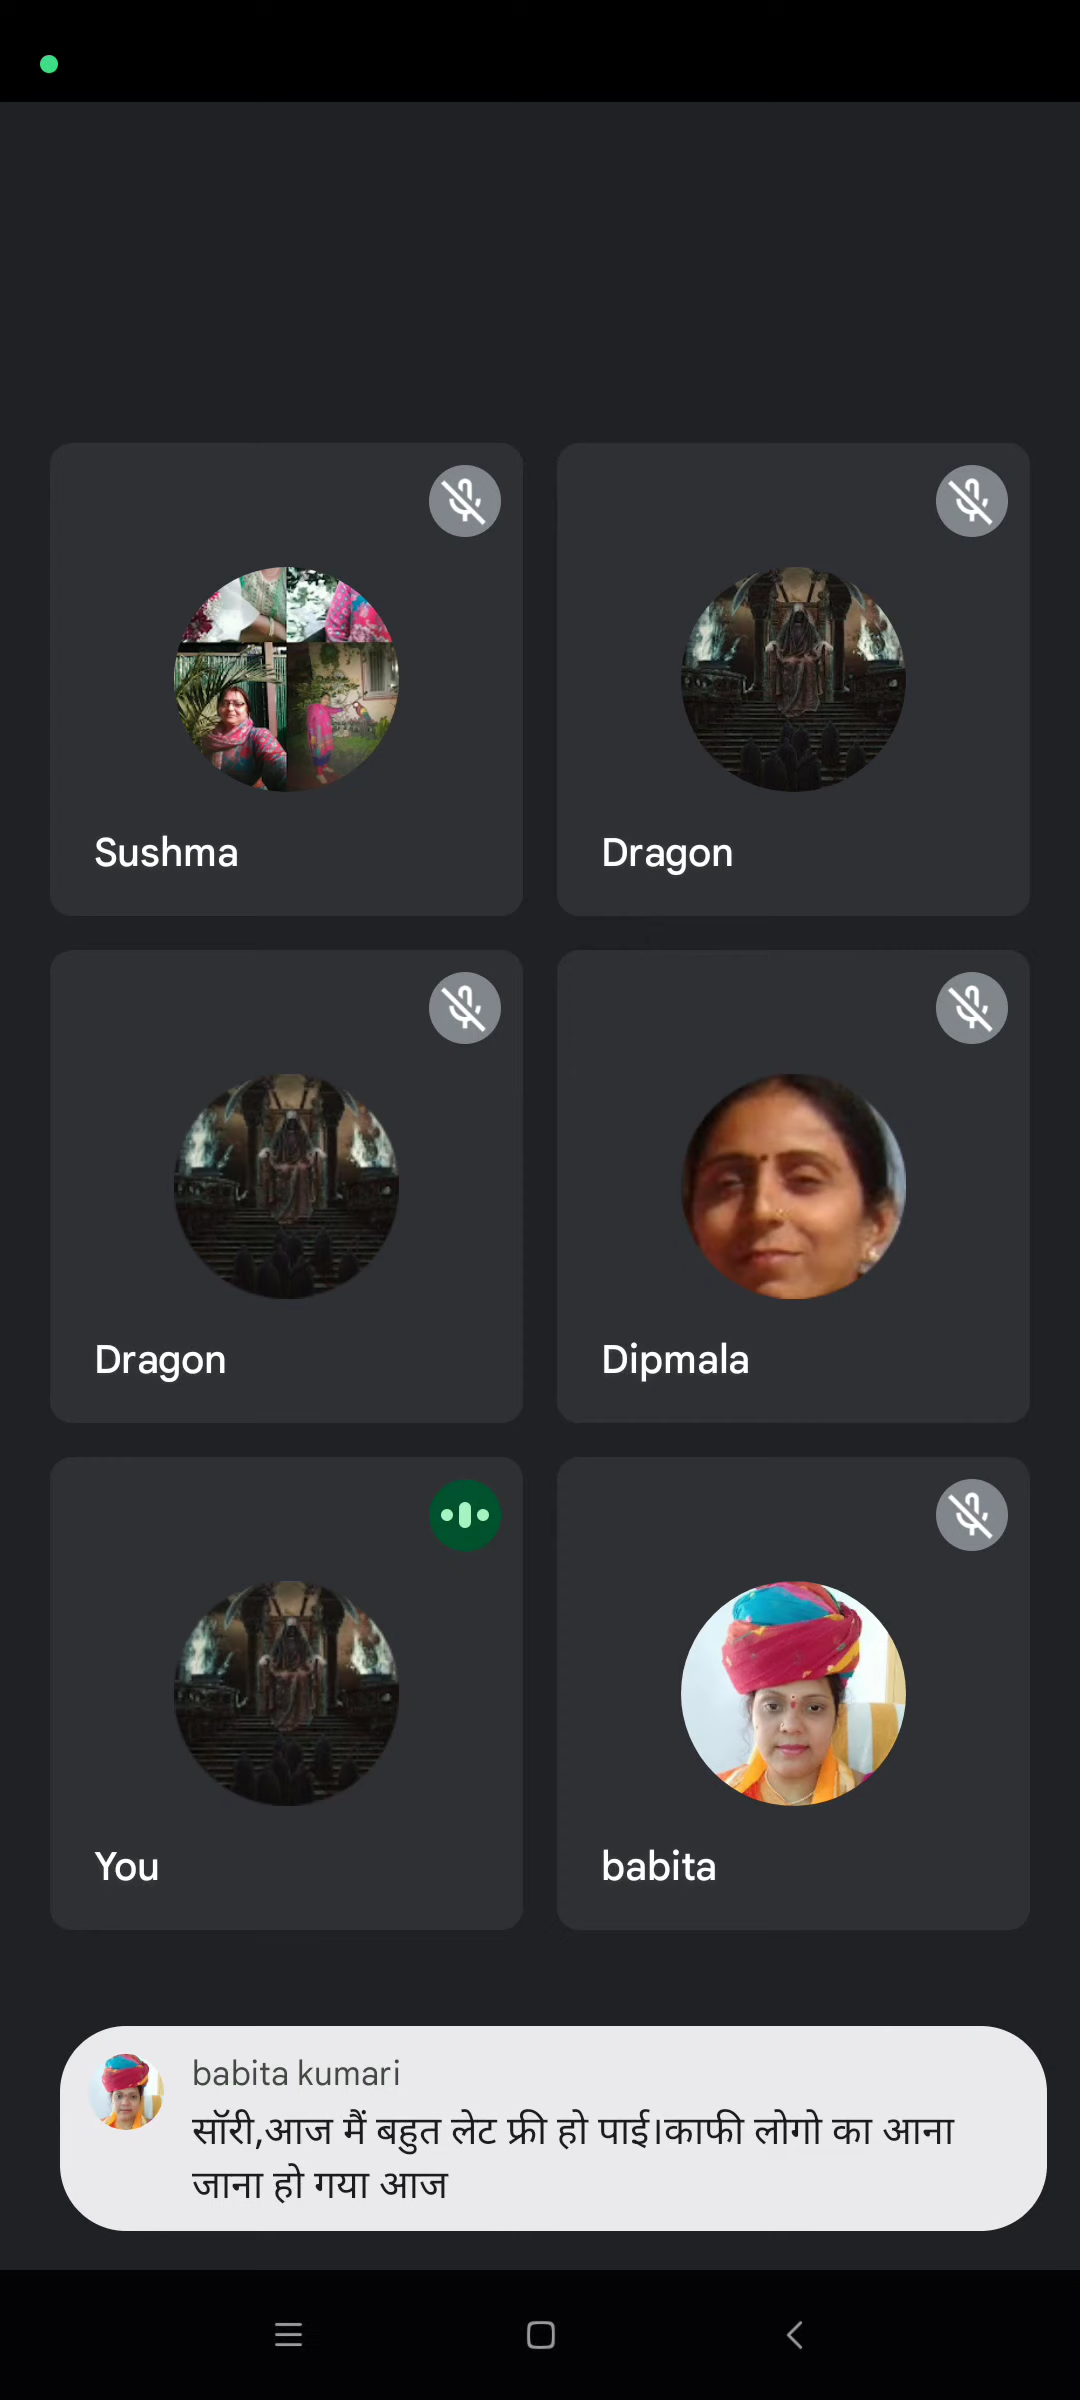 Sushma
Dragon
Dragon
Dipmala
You
babita
babita kumari
सॉरी,आज मैं बहुत लेट फ्री हो पाई।काफी लोगो का आना
जाना हो गया आज